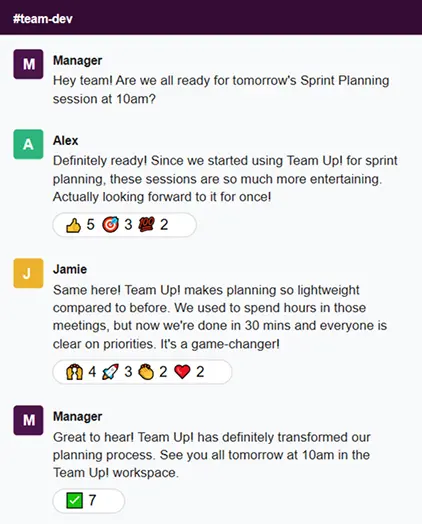 #team-dev
M
Manager
Hey team! Are we all ready for tomorrow's Sprint Planning
session at 10am?
A
Alex
Definitely ready! Since we started using Team Up! for sprint
planning, these sessions are so much more entertaining.
Actually looking forward to it for once!
👍 5 🎯 3 💯 2
J
Jamie
Same here! Team Up! makes planning so lightweight
compared to before. We used to spend hours in those
meetings, but now we're done in 30 mins and everyone is
clear on priorities. It's a game-changer!
🙌 4 🚀 3 👏 2 ❤️ 2
M
Manager
Great to hear! Team Up! has definitely transformed our
planning process. See you all tomorrow at 10am in the
Team Up! workspace.
✅ 7